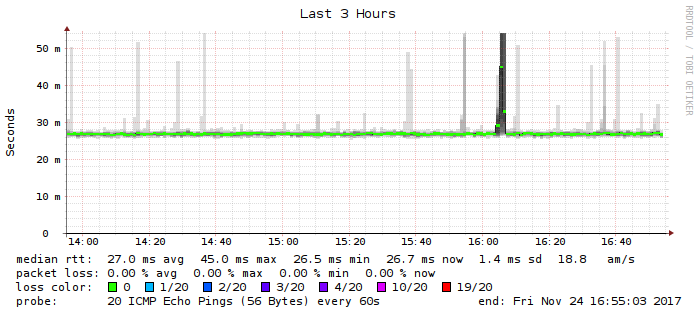 Last 3 Hours
RRDTOOL / TOBI OETIKER
Seconds
50 m
40 m
30 m
20 m
10 m
0
14:00 14:20 14:40 15:00 15:20 15:40 16:00 16:20 16:40
median rtt: 27.0 ms avg 45.0 ms max 26.5 ms min 26.7 ms now 1.4 ms sd 18.8 am/s
packet loss: 0.00 % avg 0.00 % max 0.00 % min 0.00 % now
loss color: 0 1/20 2/20 3/20 4/20 10/20 19/20
probe: 20 ICMP Echo Pings (56 Bytes) every 60s end: Fri Nov 24 16:55:03 2017